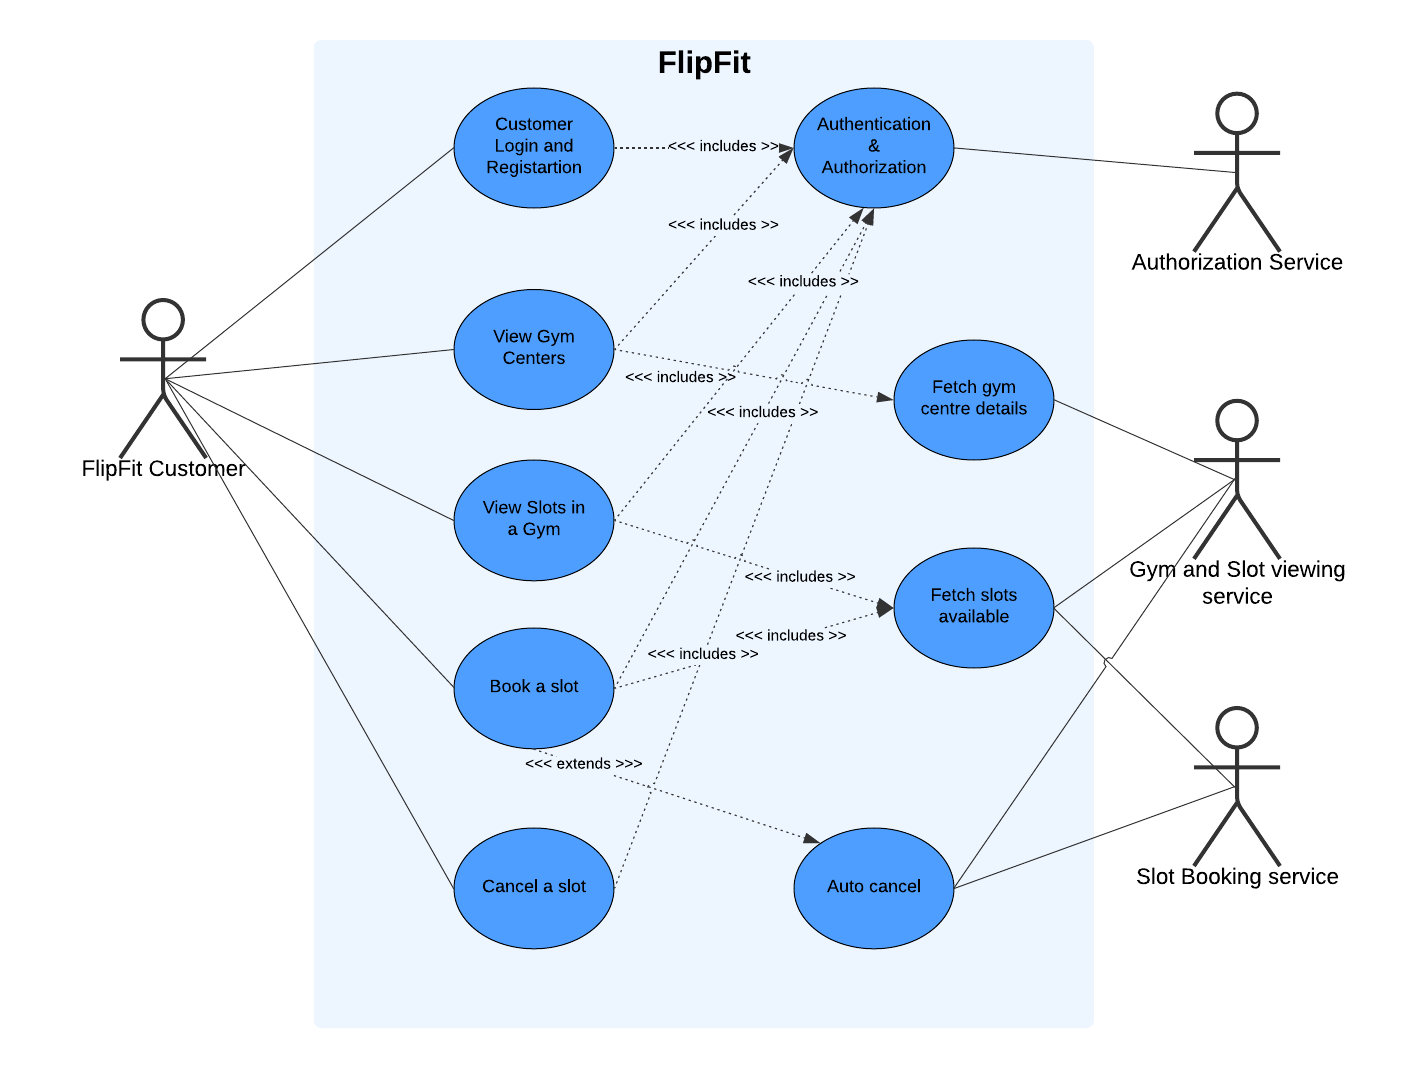 FlipFit
Customer
Login and
Registartion
<<< includes >>
Authentication
&
Authorization
<<< includes >>
Authorization Service
<<< includes >>
View Gym
Centers
<<< includes >>
Fetch gym
centre details
<<< includes >>
FlipFit Customer
View Slots in
a Gym
<<< includes >>
Gym and Slot viewing
service
Fetch slots
available
<<< includes >>
<<< includes >>
Book a slot
<<< extends >>>
Cancel a slot
Auto cancel
Slot Booking service